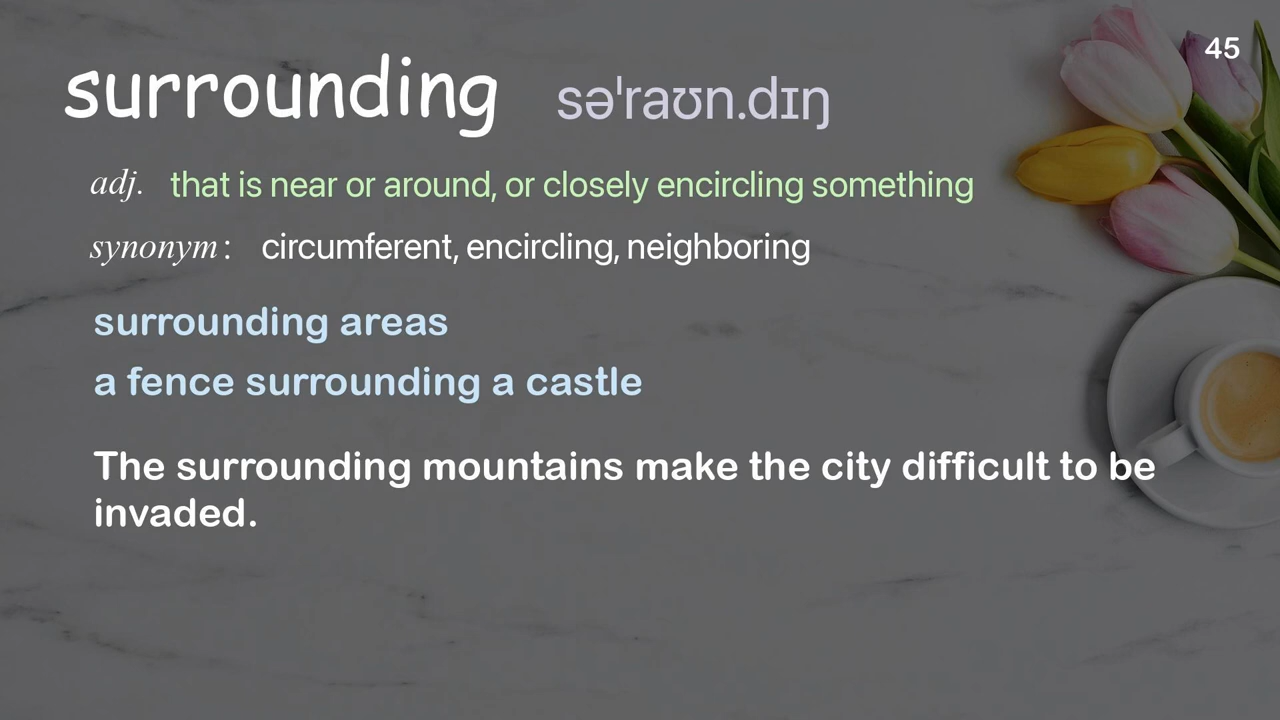 45
surrounding səˈraʊn.dɪŋ
adj. that is near or around, or closely encircling something
synonym: circumferent, encircling, neighboring
surrounding areas
a fence surrounding a castle
The surrounding mountains make the city difficult to be
invaded.